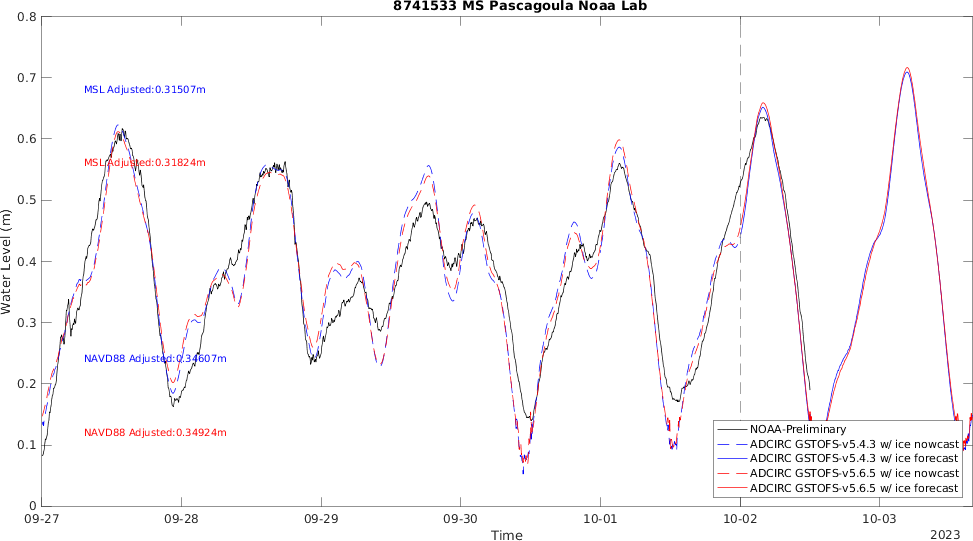 8741533 MS Pascagoula Noaa Lab
0.8
0.7
0.6
0.5
0.4
0.3
0.2
0.1
0
Water Level (m)
MSL Adjusted:0.31507m
MSL Adjusted:0.31824m
NAVD88 Adjusted:0.34607m
NAVD88 Adjusted:0.34924m
NOAA-Preliminary
ADCIRC GSTOFS-v5.4.3 w/ ice nowcast
ADCIRC GSTOFS-v5.4.3 w/ ice forecast
ADCIRC GSTOFS-v5.6.5 w/ ice nowcast
ADCIRC GSTOFS-v5.6.5 w/ ice forecast
09-27 09-28 09-29 09-30 10-01 10-02 10-03
Time
2023